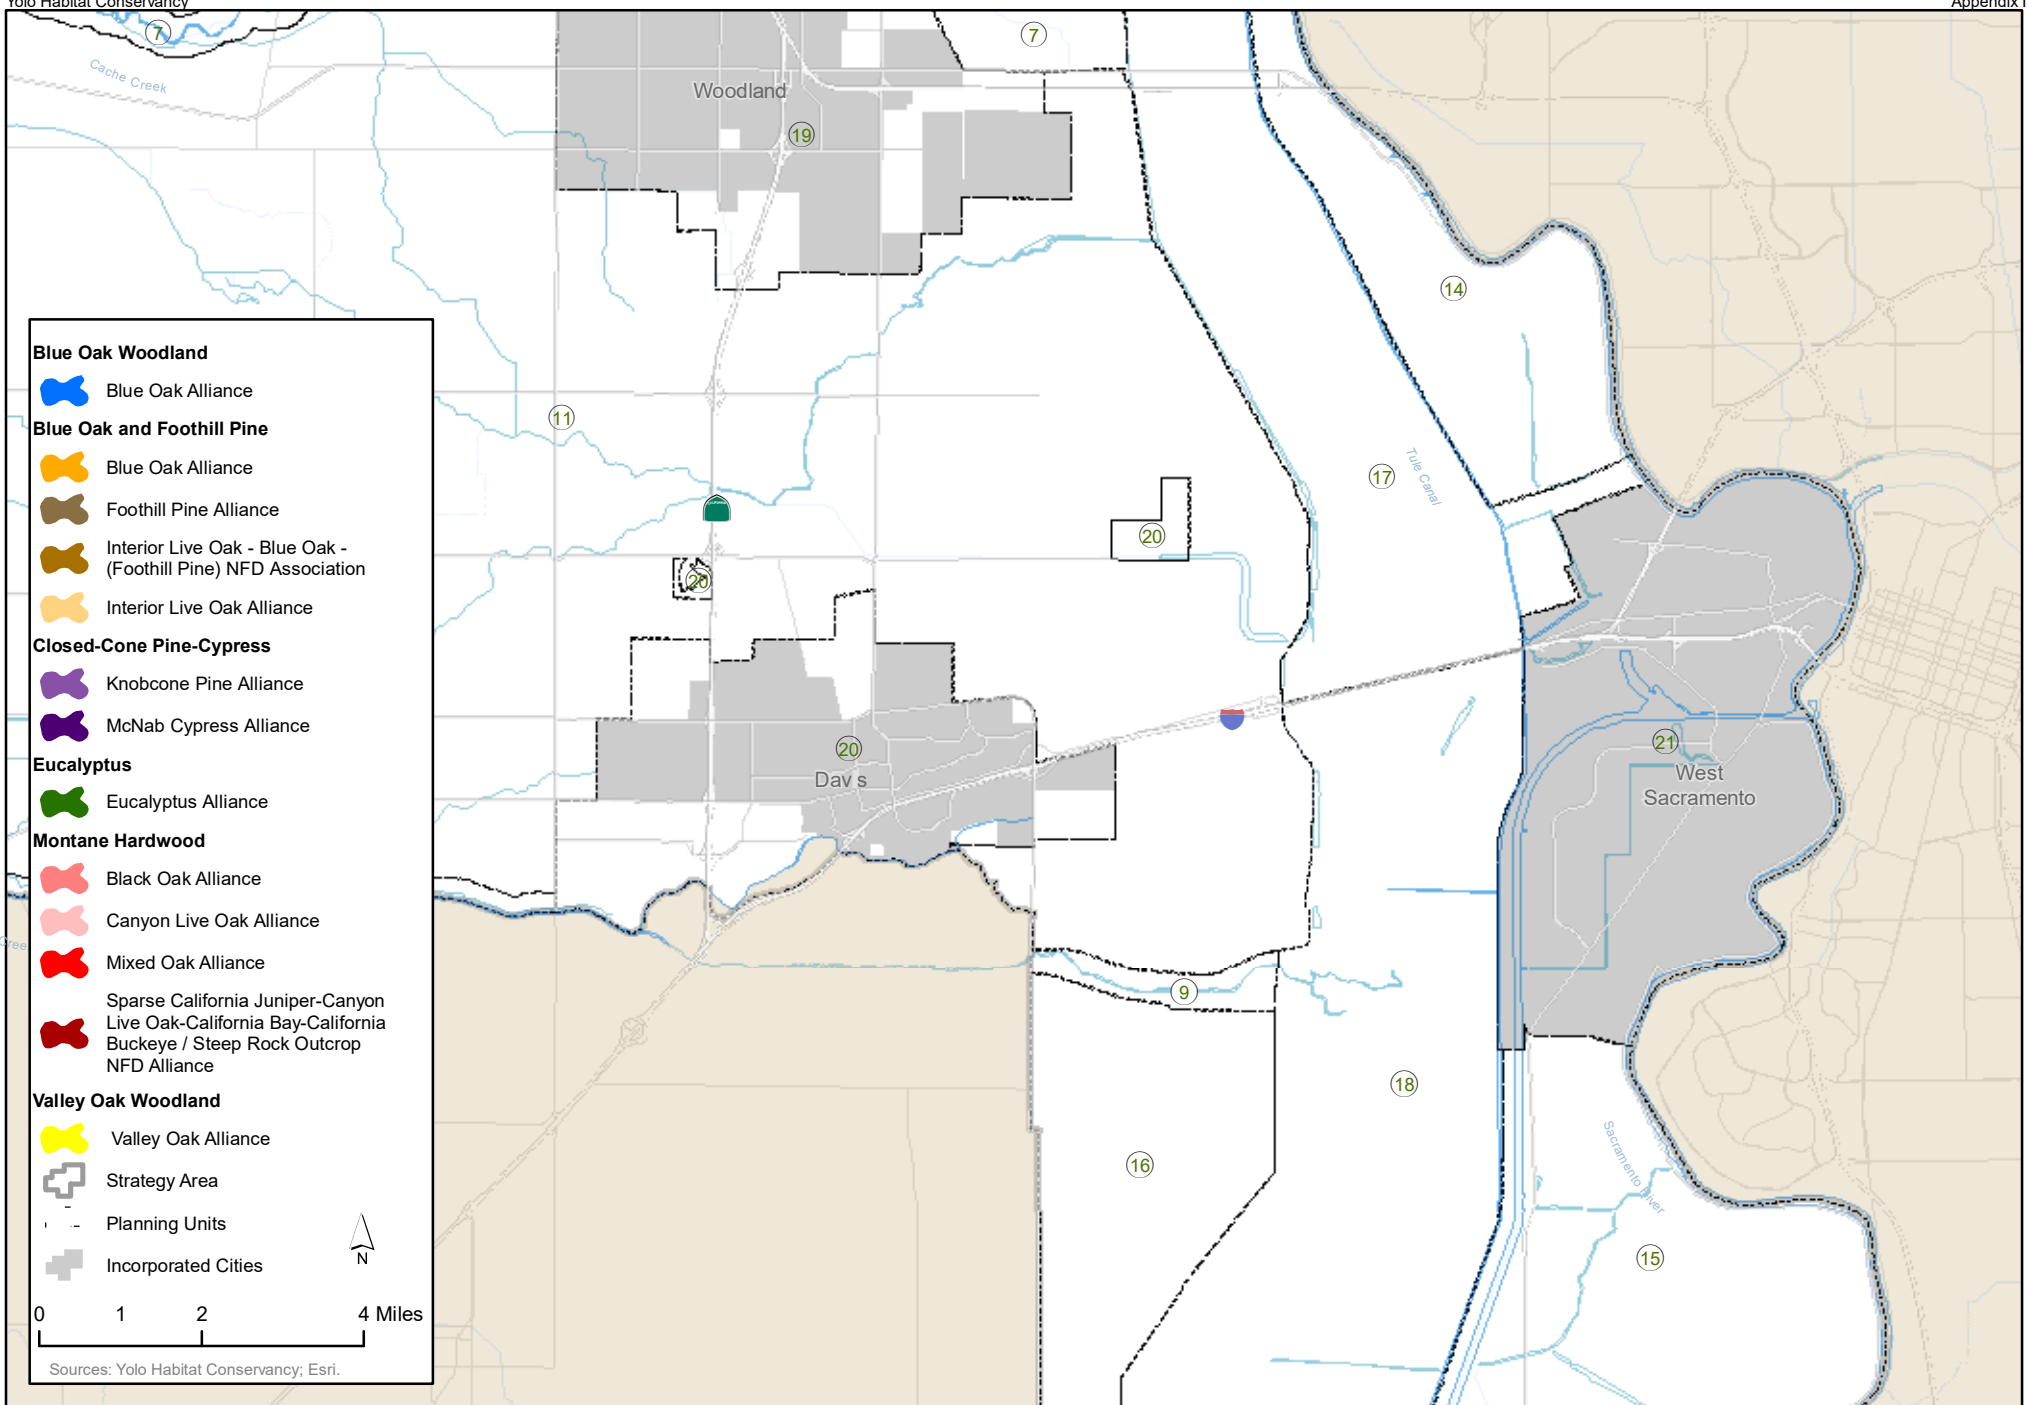 Yolo Habitat Conservancy
Appendix
7
7
Cache Creek
Woodland
19
14
11
17
Tule Canal
20
20
20
Davis
21
West
Sacramento
9
18
16
Sacramento River
15
Blue Oak Woodland
Blue Oak Alliance
Blue Oak and Foothill Pine
Blue Oak Alliance
Foothill Pine Alliance
Interior Live Oak - Blue Oak -
(Foothill Pine) NFD Association
Interior Live Oak Alliance
Closed-Cone Pine-Cypress
Knobcone Pine Alliance
McNab Cypress Alliance
Eucalyptus
Eucalyptus Alliance
Montane Hardwood
Black Oak Alliance
Canyon Live Oak Alliance
Mixed Oak Alliance
Sparse California Juniper-Canyon
Live Oak-California Bay-California
Buckeye / Steep Rock Outcrop
NFD Alliance
Valley Oak Woodland
Valley Oak Alliance
Strategy Area
Planning Units
Incorporated Cities
N
0 1 2 4 Miles
Sources: Yolo Habitat Conservancy; Esri.